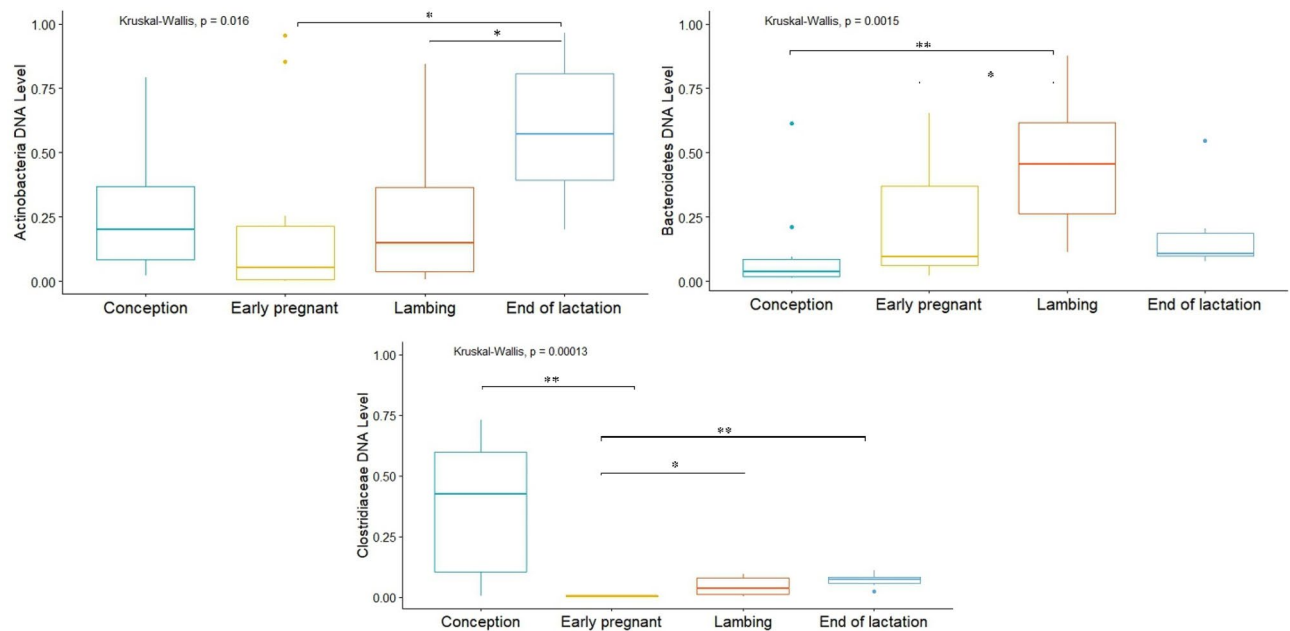 Kruskal-Wallis, p = 0.016
*
*
Actinobacteria DNA Level
1.00
0.75
0.50
0.25
0.00
Conception Early pregnant Lambing End of lactation
Kruskal-Wallis, p = 0.0015
**
*
Bacteroidetes DNA Level
1.00
0.75
0.50
0.25
0.00
Conception Early pregnant Lambing End of lactation
Kruskal-Wallis, p = 0.00013
**
**
*
Clostridiaceae DNA Level
1.00
0.75
0.50
0.25
0.00
Conception Early pregnant Lambing End of lactation